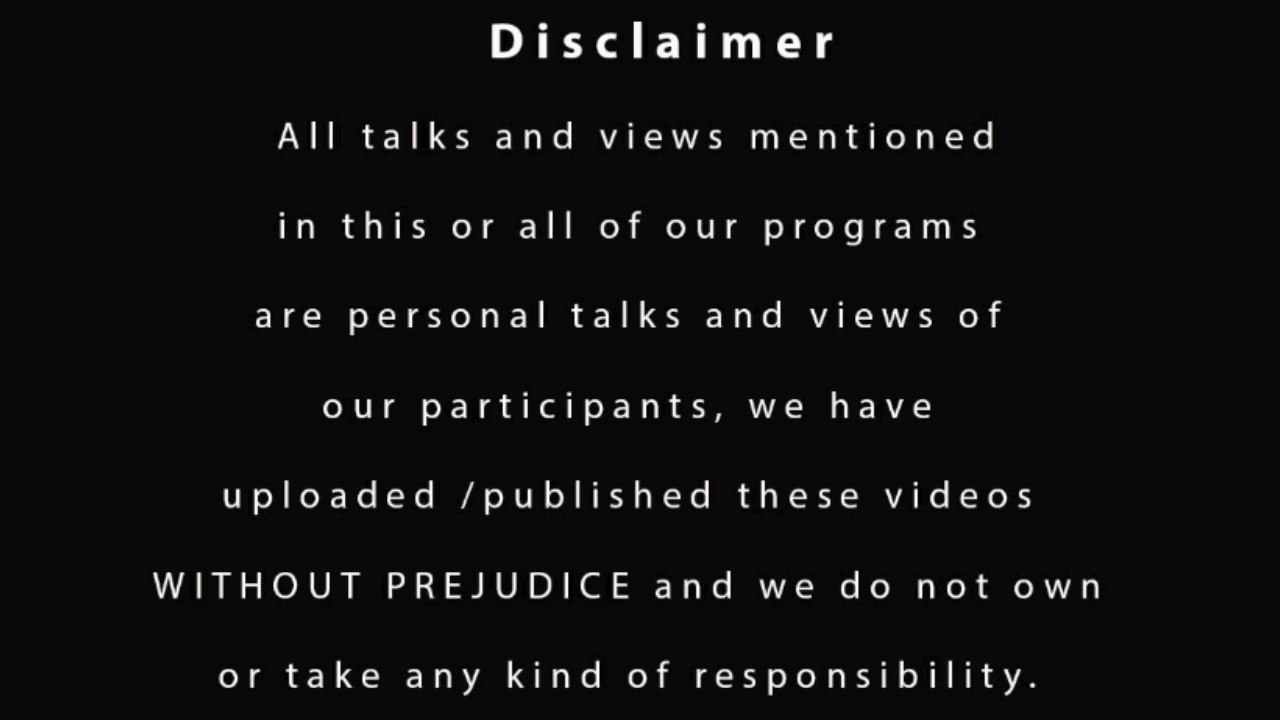 Disclaimer
All talks and views mentioned
in this or all of our programs
are personal talks and views of
our participants, we have
uploaded /published these videos
WITHOUT PREJUDICE and we do not own
or take any kind of responsibility.